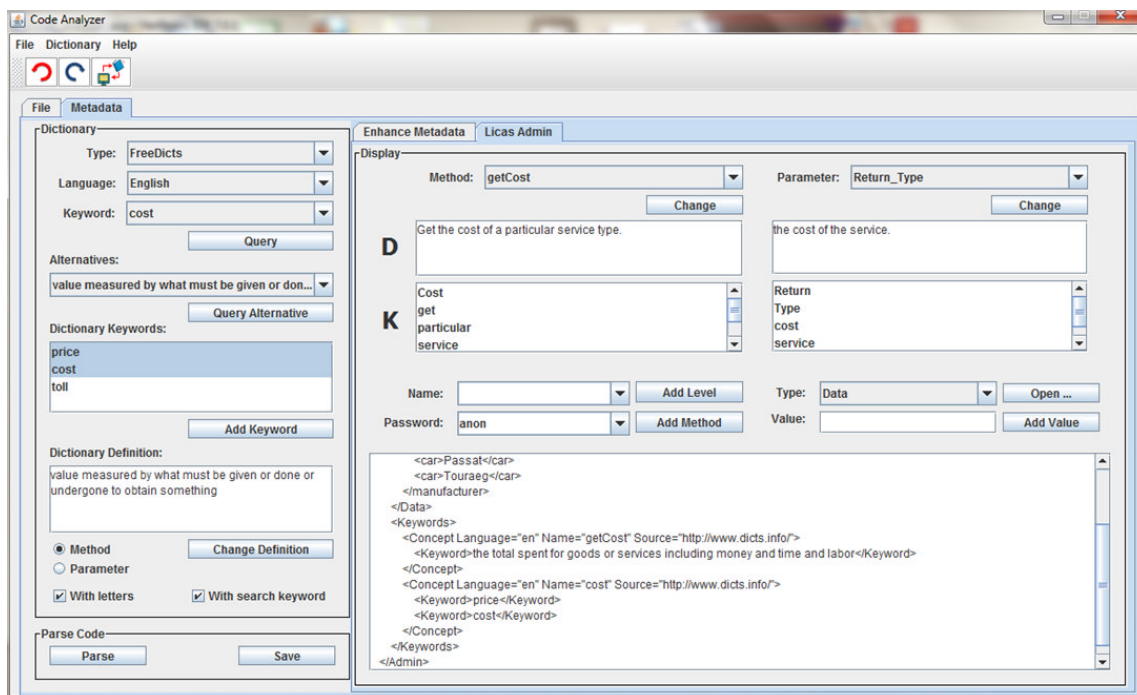 Code Analyzer
File Dictionary Help
File Metadata
Dictionary
Type: FreeDicts
Language: English
Keyword: cost
Query
Alternatives:
value measured by what must be given or don...
Query Alternative
Dictionary Keywords:
price
cost
toll
Add Keyword
Dictionary Definition:
value measured by what must be given or done or
undergone to obtain something
Method
Change Definition
Parameter
With letters With search keyword
Parse Code
Parse Save
Enhance Metadata Licas Admin
Display
Method: getCost Parameter: Return_Type
Change Change
D
Get the cost of a particular service type. the cost of the service.
K
Cost Return
get Type
particular cost
service service
Name: Add Level Type: Data Open ...
Password: anon Add Method Value: Add Value
<car>Passat</car>
<car>Touraeg</car>
</manufacturer>
</Data>
<Keywords>
<Concept Language="en" Name="getCost" Source="http://www.dicts.info/">
<Keyword>the total spent for goods or services including money and time and labor</Keyword>
</Concept>
<Concept Language="en" Name="cost" Source="http://www.dicts.info/">
<Keyword>price</Keyword>
<Keyword>cost</Keyword>
</Concept>
</Keywords>
</Admin>